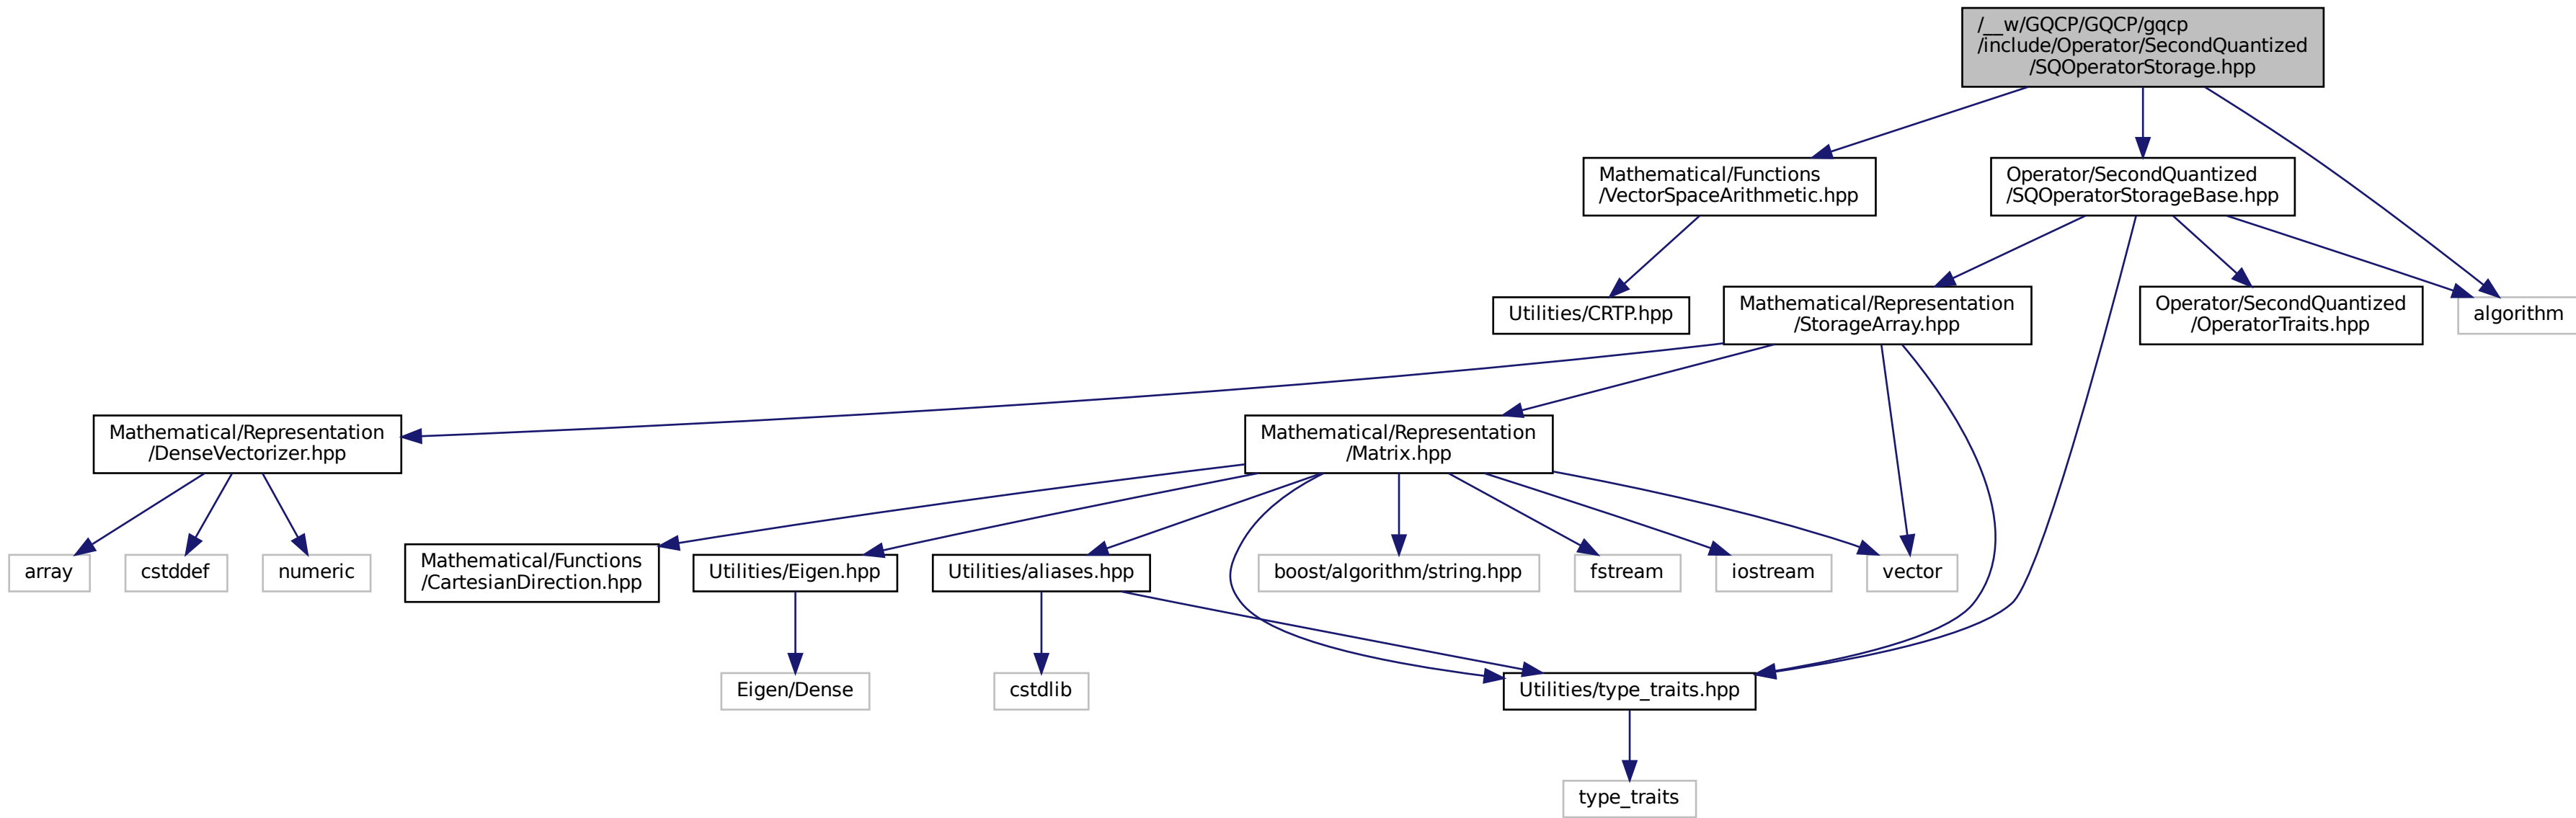 /__w/GQCP/GQCP/gqcp
/include/Operator/SecondQuantized
/SQOperatorStorage.hpp
Mathematical/Functions
/VectorSpaceArithmetic.hpp
Operator/SecondQuantized
/SQOperatorStorageBase.hpp
Utilities/CRTP.hpp
Mathematical/Representation
/StorageArray.hpp
Operator/SecondQuantized
/OperatorTraits.hpp
algorithm
Mathematical/Representation
/DenseVectorizer.hpp
Mathematical/Representation
/Matrix.hpp
array
cstddef
numeric
Mathematical/Functions
/CartesianDirection.hpp
Utilities/Eigen.hpp
Utilities/aliases.hpp
boost/algorithm/string.hpp
fstream
iostream
vector
Eigen/Dense
cstdlib
Utilities/type_traits.hpp
type_traits